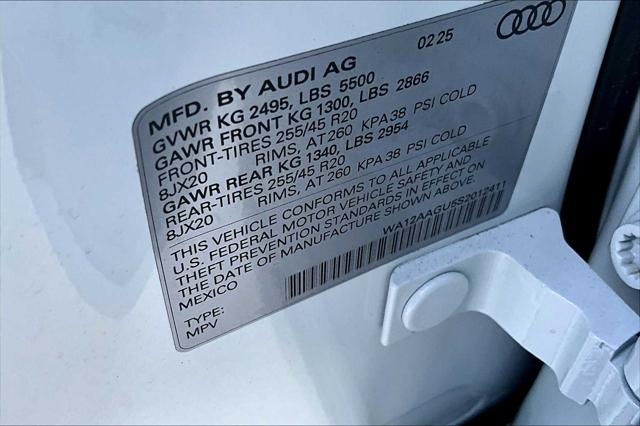 02 25
MFD. BY AUDI AG
GVWR KG 2495, LBS 5500
GAWR FRONT KG 1300, LBS 2866
FRONT-TIRES 255/45 R20
8JX20 RIMS, AT 260 KPA 38 PSI COLD
GAWR REAR KG 1340, LBS 2954
REAR-TIRES 255/45 R20
8JX20 RIMS, AT 260 KPA 38 PSI COLD
THIS VEHICLE CONFORMS TO ALL APPLICABLE
U.S. FEDERAL MOTOR VEHICLE SAFETY AND
THEFT PREVENTION STANDARDS IN EFFECT ON
THE DATE OF MANUFACTURE SHOWN ABOVE.
MEXICO
WA12AAGU8S2012411
TYPE:
MPV